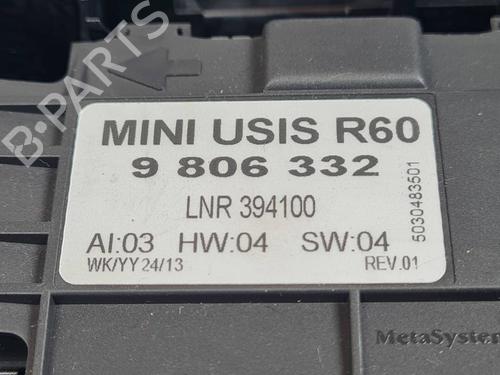 B-PARTS
MINI USIS R60
9 806 332
LNR 394100
AI:03 HW:04 SW:04
WK/YY 24/13 REV.01
5030483501
MetaSystem